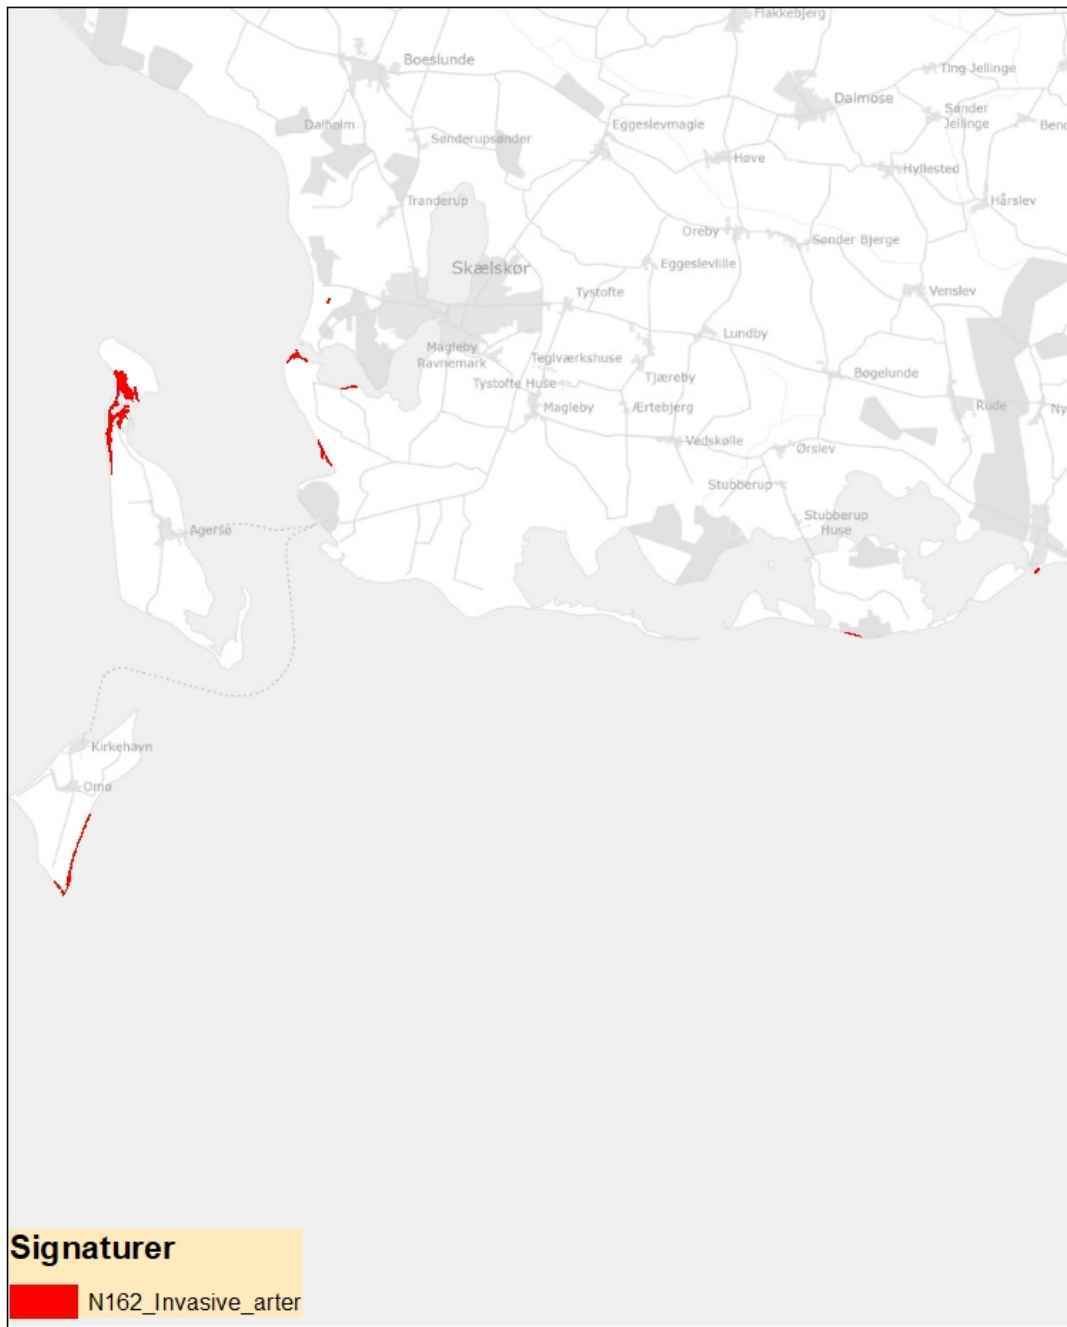 Flakkebjerg
Boeslunde
Ting Jellinge
Dalmose
Sønder
Jellinge
Dalholm
Eggeslevmagle
Sønderupsønder
Høve
Hyllested
Tranderup
Hårslev
Oreby
Sønder Bjerge
Skælskør
Eggeslevlille
Tystofte
Venslev
Lundby
Magleby
Ravnemark
Teglværkshuse
Tystofte Huse
Tjæreby
Bøgelunde
Magleby
Ærtebjerg
Rude
Ny
Vedskølle
Ørslev
Stubberup
Stubberup
Huse
Agersø
Kirkehavn
Omø
Signaturer
N162_Invasive_arter